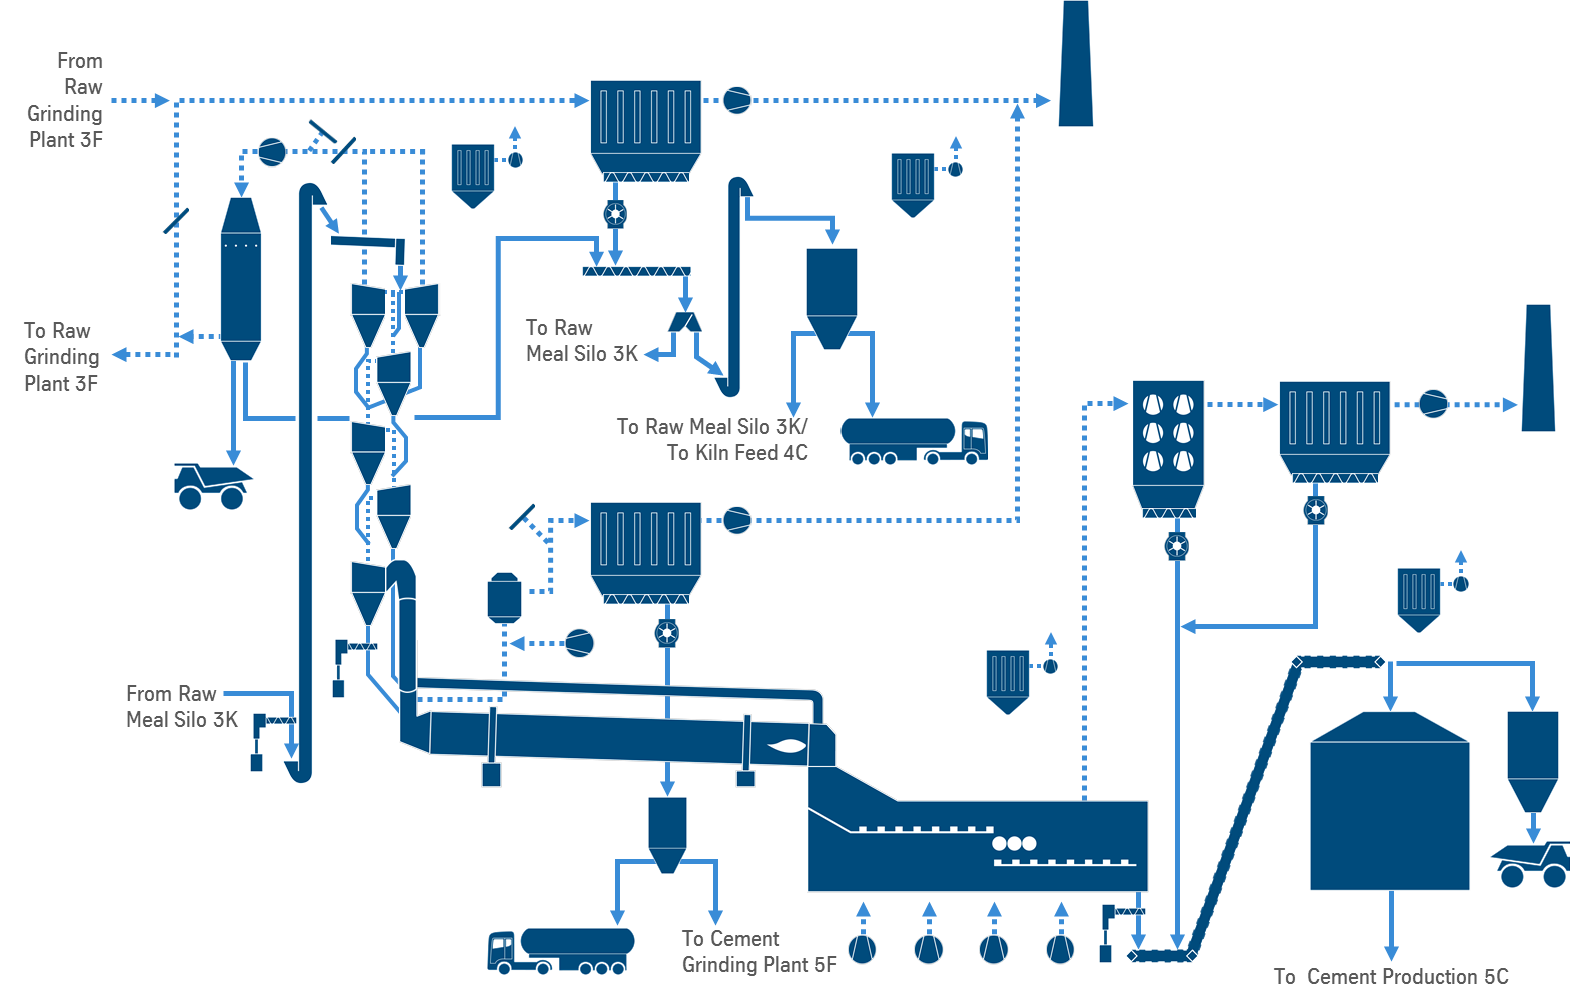 From
Raw
Grinding
Plant 3F
To Raw
Grinding
Plant 3F
To Raw
Meal Silo 3K
To Raw Meal Silo 3K/
To Kiln Feed 4C
From Raw
Meal Silo 3K
To Cement
Grinding Plant 5F
To Cement Production 5C